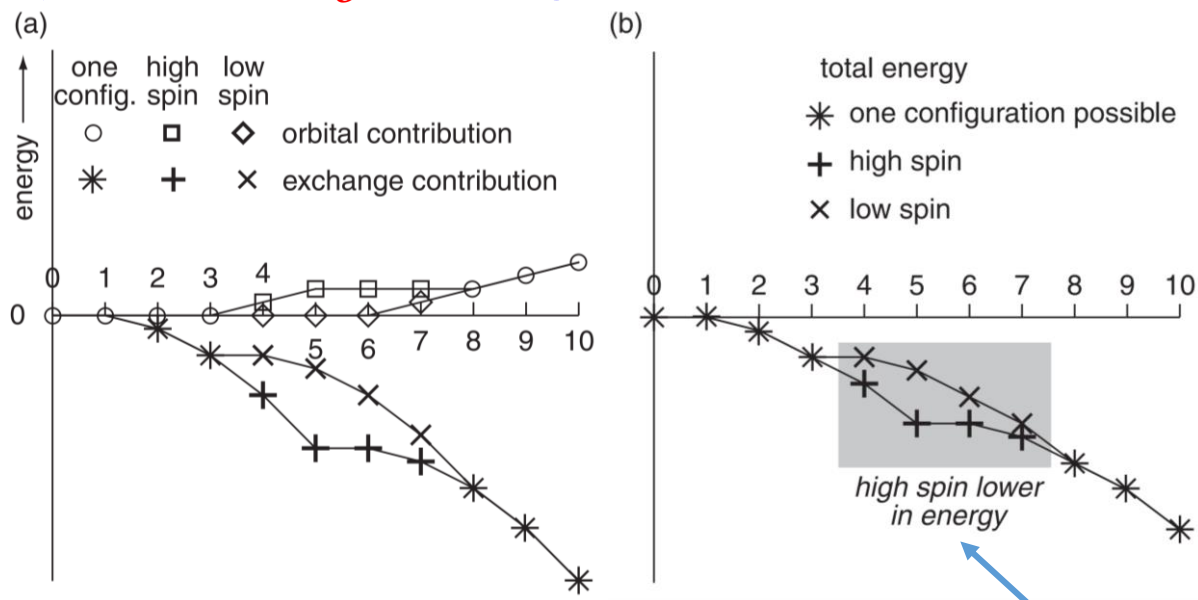 (a)
energy
one config.
high spin
low spin
orbital contribution
exchange contribution
0 1 2 3 4
0
5 6 7 8 9 10
(b)
total energy
one configuration possible
high spin
low spin
0 1 2 3 4 5 6 7 8 9 10
high spin lower
in energy